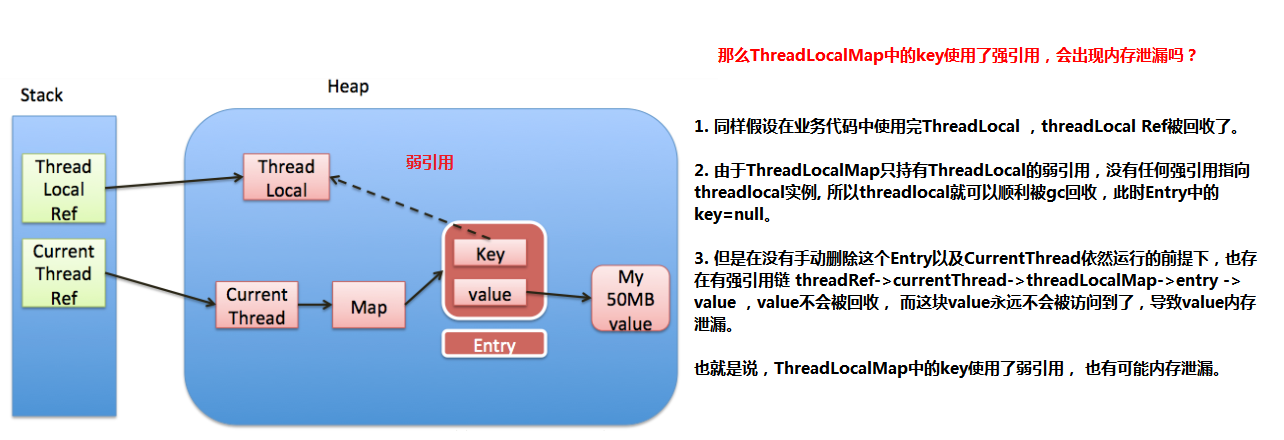 那么ThreadLocalMap中的key使用了强引用，会出现内存泄漏吗？
Stack
Heap
Thread
Local
Ref
Current
Thread
Ref
Thread
Local
弱引用
Current
Thread
Map
Key
value
Entry
My
50MB
value
1. 同样假设在业务代码中使用完ThreadLocal ，threadLocal Ref被回收了。
2. 由于ThreadLocalMap只持有ThreadLocal的弱引用，没有任何强引用指向
threadlocal实例, 所以threadlocal就可以顺利被gc回收，此时Entry中的
key=null。
3. 但是在没有手动删除这个Entry以及CurrentThread依然运行的前提下，也存
在有强引用链 threadRef->currentThread->threadLocalMap->entry ->
value ，value不会被回收， 而这块value永远不会被访问到了，导致value内存
泄漏。
也就是说，ThreadLocalMap中的key使用了弱引用， 也有可能内存泄漏。